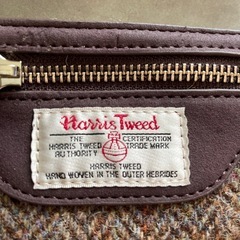 Harris Tweed
THE CERTIFICATION
HARRIS TWEED TRADE MARK
AUTHORITY
HARRIS TWEED
HAND WOVEN IN THE OUTER HEBRIDES